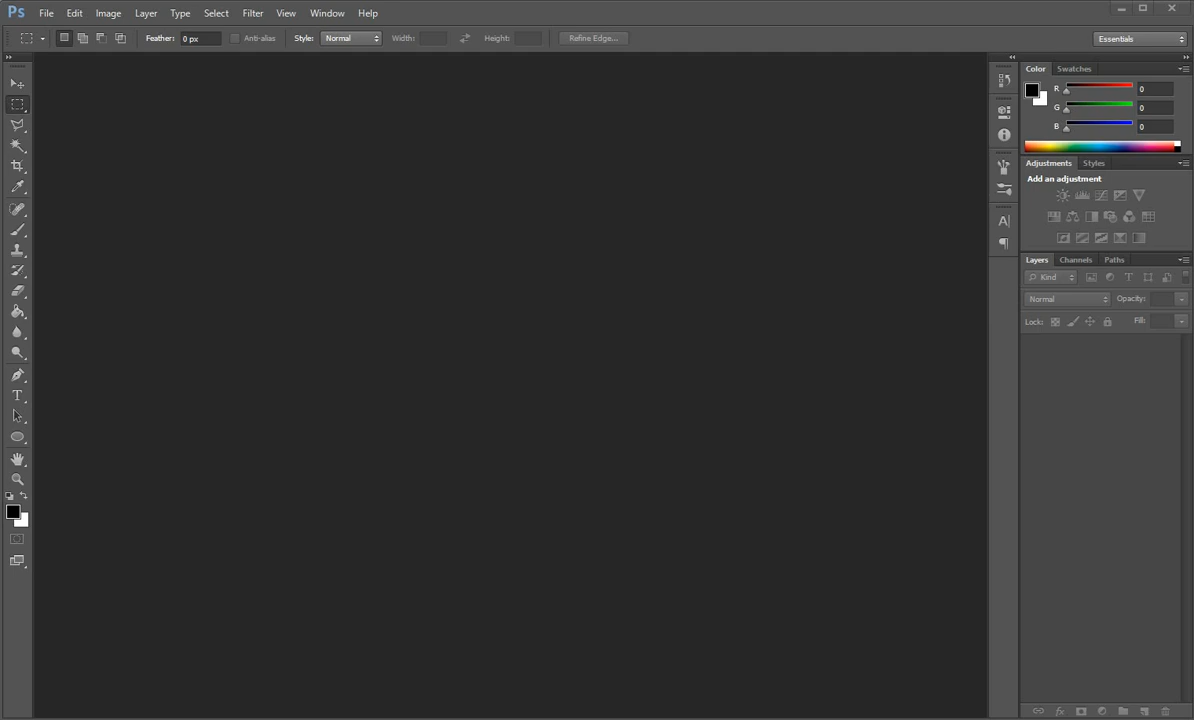 Ps File Edit Image Layer Type Select Filter View Window Help
Feather: 0 px Anti-alias Style: Normal Width: Height: Refine Edge... Essentials
Color Swatches
R 0
G 0
B 0
Adjustments Styles
Add an adjustment
Layers Channels Paths
Kind
Normal Opacity:
Lock: Fill: